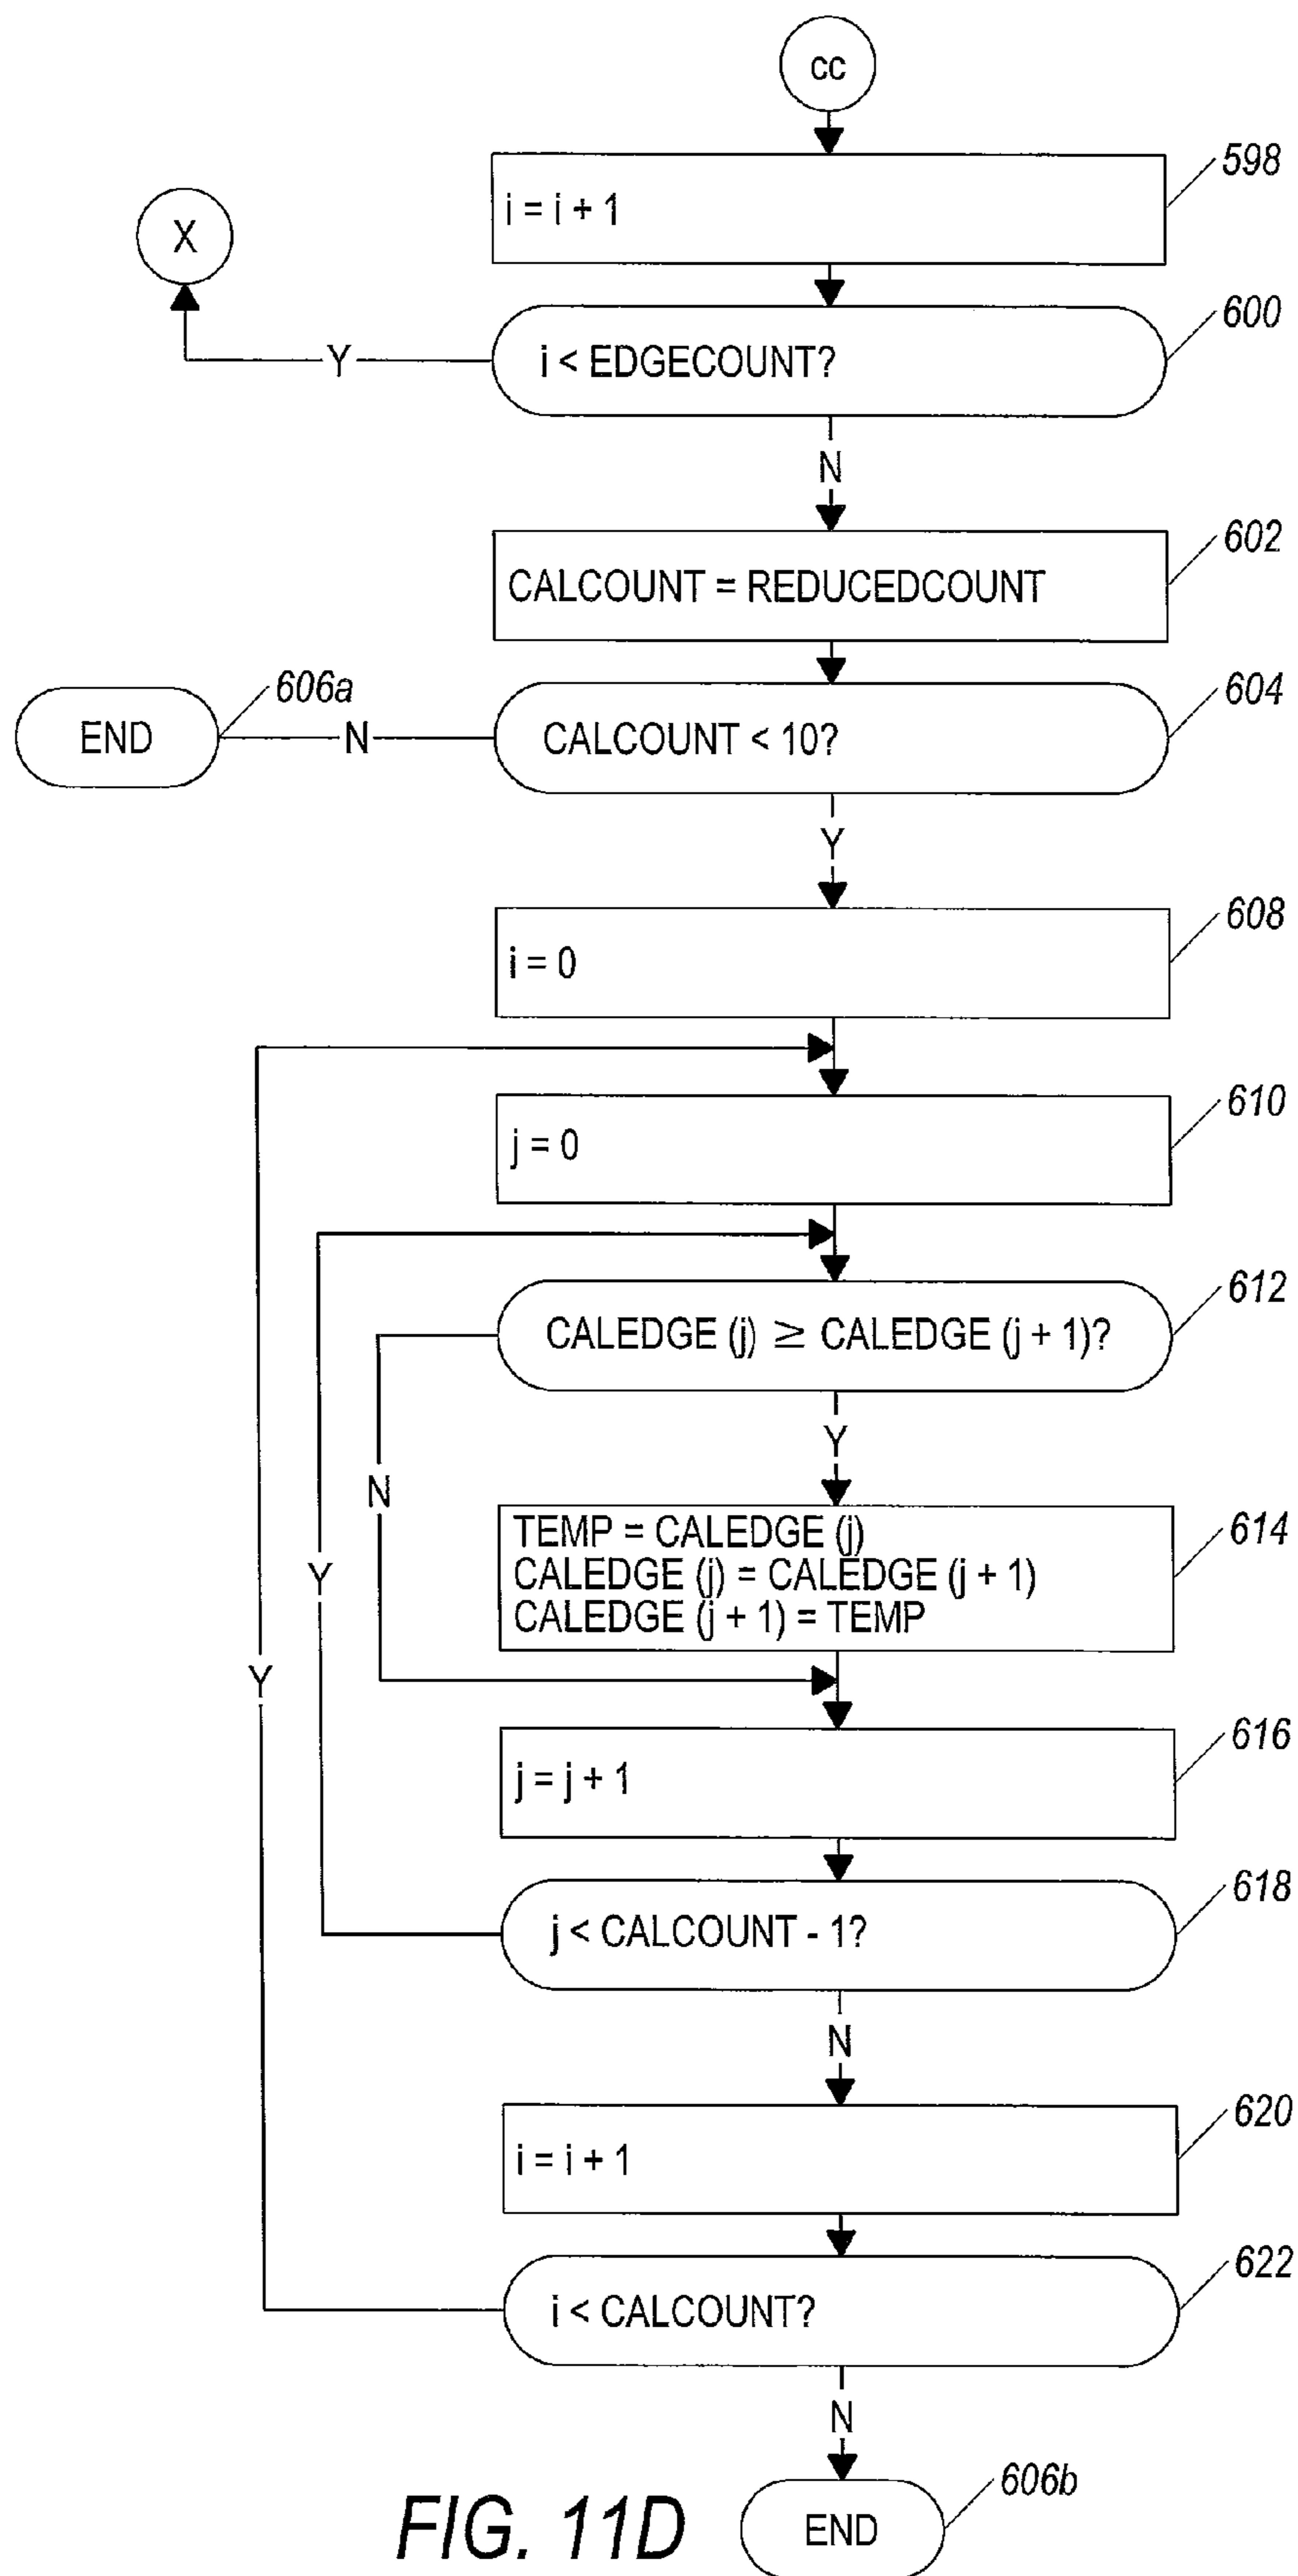 cc
598
i = i + 1
X
600
Y
i < EDGECOUNT?
N
602
CALCOUNT = REDUCEDCOUNT
606a
604
END
N
CALCOUNT < 10?
Y
608
i = 0
610
j = 0
612
CALEDGE (j) ≥ CALEDGE (j + 1)?
Y
N
614
TEMP = CALEDGE (j)
CALEDGE (j) = CALEDGE (j + 1)
CALEDGE (j + 1) = TEMP
Y
Y
616
j = j + 1
618
j < CALCOUNT - 1?
N
620
i = i + 1
622
i < CALCOUNT?
N
606b
END
FIG. 11D